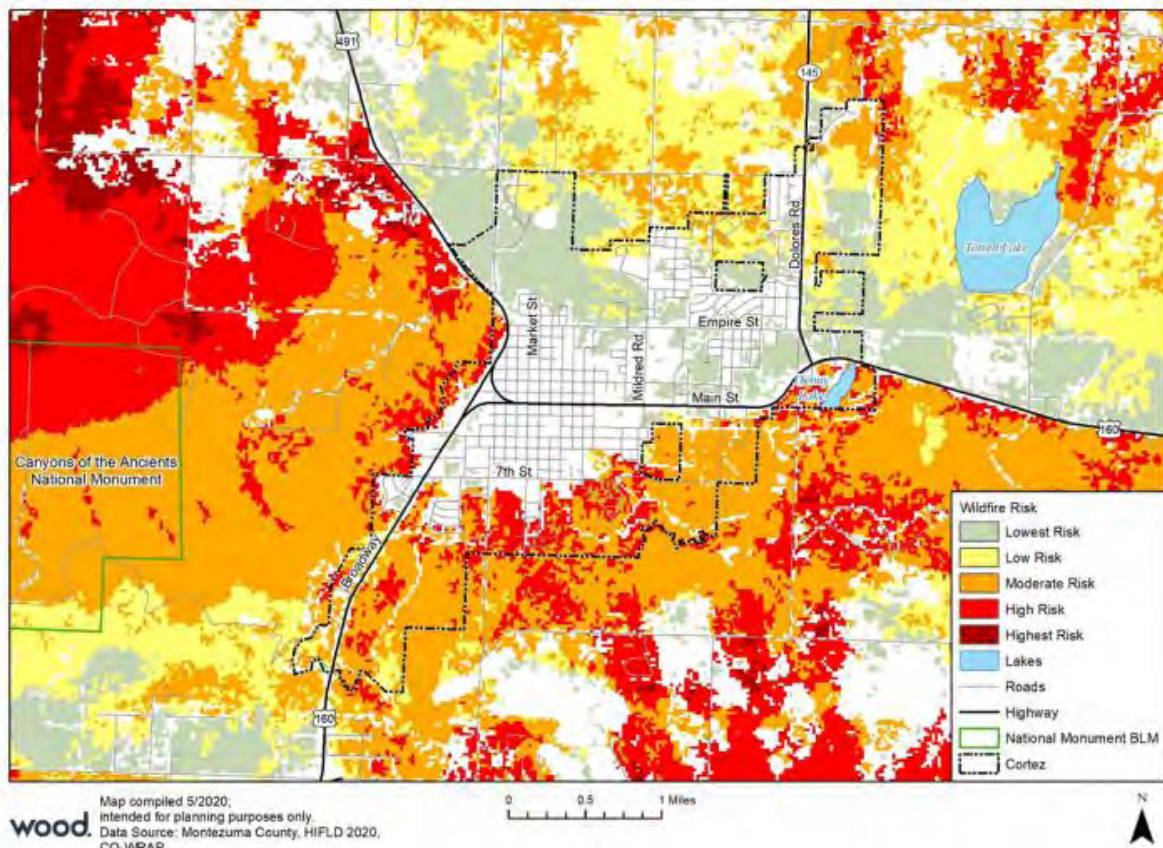 491
145
Totten Lake
Dolores Rd
Market St
Mildred Rd
Empire St
Denny
Lake
Main St
160
Canyons of the Ancients
National Monument
7th St
Broadway
160
Wildfire Risk
Lowest Risk
Low Risk
Moderate Risk
High Risk
Highest Risk
Lakes
Roads
Highway
National Monument BLM
Cortez
wood.
Map compiled 5/2020;
intended for planning purposes only.
Data Source: Montezuma County, HIFLD 2020,
CO-WRAP
0 0.5 1 Miles
N